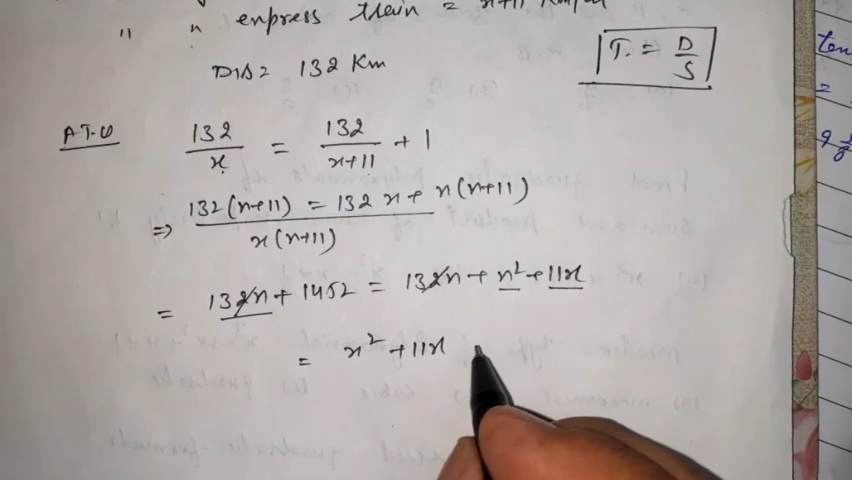 " " express train = x+11 Km/h
DIS = 132 Km
T. = D/S
A.T.Q 132/x = 132/x+11 + 1
⇒ 132(x+11) = 132x + x(x+11) / x(x+11)
= 132x + 1452 = 132x + x² + 11x
= x² + 11x
ten
=